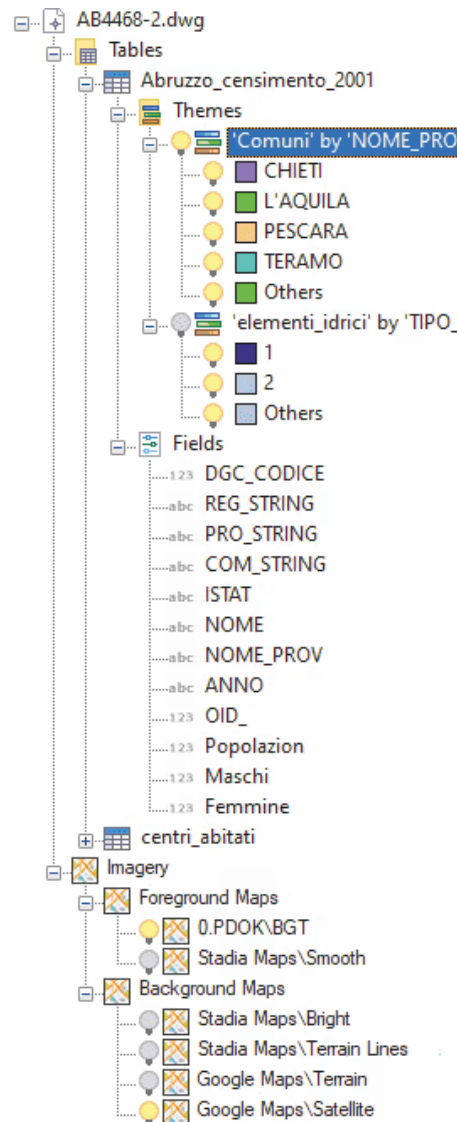 AB4468-2.dwg
Tables
Abruzzo_censimento_2001
Themes
'Comuni' by 'NOME_PRO
CHIETI
L'AQUILA
PESCARA
TERAMO
Others
'elementi_idrici' by 'TIPO_
1
2
Others
Fields
123 DGC_CODICE
abc REG_STRING
abc PRO_STRING
abc COM_STRING
abc ISTAT
abc NOME
abc NOME_PROV
abc ANNO
123 OID_
123 Popolazion
123 Maschi
123 Femmine
centri_abitati
Imagery
Foreground Maps
0.PDOK\BGT
Stadia Maps\Smooth
Background Maps
Stadia Maps\Bright
Stadia Maps\Terrain Lines
Google Maps\Terrain
Google Maps\Satellite